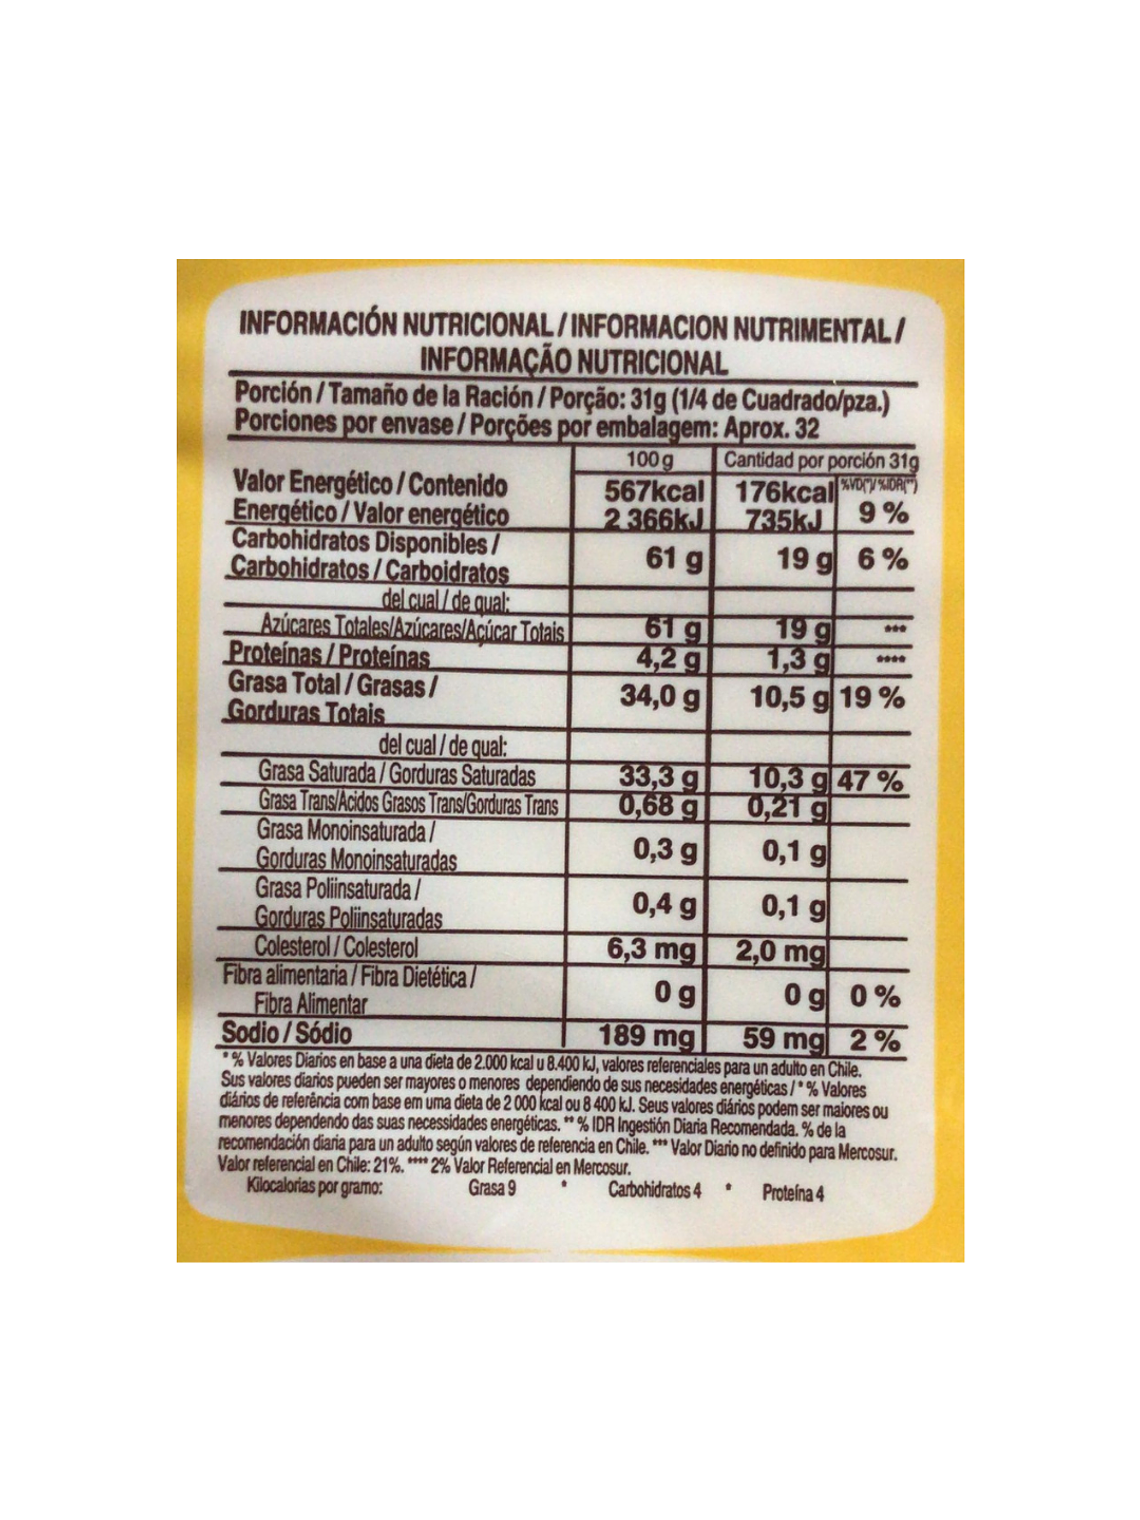 INFORMACIÓN NUTRICIONAL / INFORMACION NUTRIMENTAL /
INFORMAÇÃO NUTRICIONAL
Porción / Tamaño de la Ración / Porção: 31g (1/4 de Cuadrado/pza.)
Porciones por envase / Porções por embalagem: Aprox. 32
100 g Cantidad por porción 31g
%VD(*)/ %IDR(**)
Valor Energético / Contenido 567kcal 176kcal
Energético / Valor energético 2 366kJ 735kJ 9 %
Carbohidratos Disponibles /
Carbohidratos / Carboidratos 61 g 19 g 6 %
del cual / de qual:
Azúcares Totales/Azúcares/Açúcar Totais 61 g 19 g ***
Proteínas / Proteínas 4,2 g 1,3 g ****
Grasa Total / Grasas /
Gorduras Totais 34,0 g 10,5 g 19 %
del cual / de qual:
Grasa Saturada / Gorduras Saturadas 33,3 g 10,3 g 47 %
Grasa Trans/Acidos Grasos Trans/Gorduras Trans 0,68 g 0,21 g
Grasa Monoinsaturada /
Gorduras Monoinsaturadas 0,3 g 0,1 g
Grasa Poliinsaturada /
Gorduras Poliinsaturadas 0,4 g 0,1 g
Colesterol / Colesterol 6,3 mg 2,0 mg
Fibra alimentaria / Fibra Dietética /
Fibra Alimentar 0 g 0 g 0 %
Sodio / Sódio 189 mg 59 mg 2 %
* % Valores Diarios en base a una dieta de 2.000 kcal u 8.400 kJ, valores referenciales para un adulto en Chile.
Sus valores diarios pueden ser mayores o menores dependiendo de sus necesidades energéticas / * % Valores
diários de referência com base em uma dieta de 2 000 kcal ou 8 400 kJ. Seus valores diários podem ser maiores ou
menores dependendo das suas necessidades energéticas. ** % IDR Ingestión Diaria Recomendada. % de la
recomendación diaria para un adulto según valores de referencia en Chile. *** Valor Diario no definido para Mercosur.
Valor referencial en Chile: 21%. **** 2% Valor Referencial en Mercosur.
Kilocalorias por gramo: Grasa 9 * Carbohidratos 4 * Proteína 4